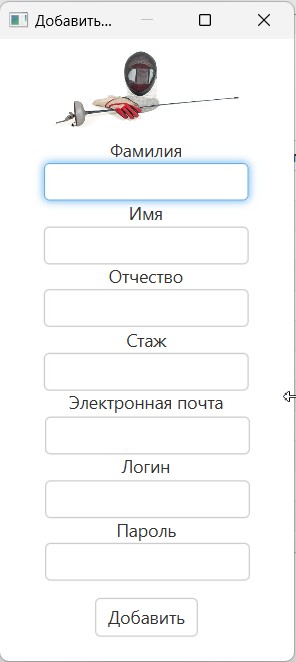 Добавить...
Фамилия
Имя
Отчество
Стаж
Электронная почта
Логин
Пароль
Добавить